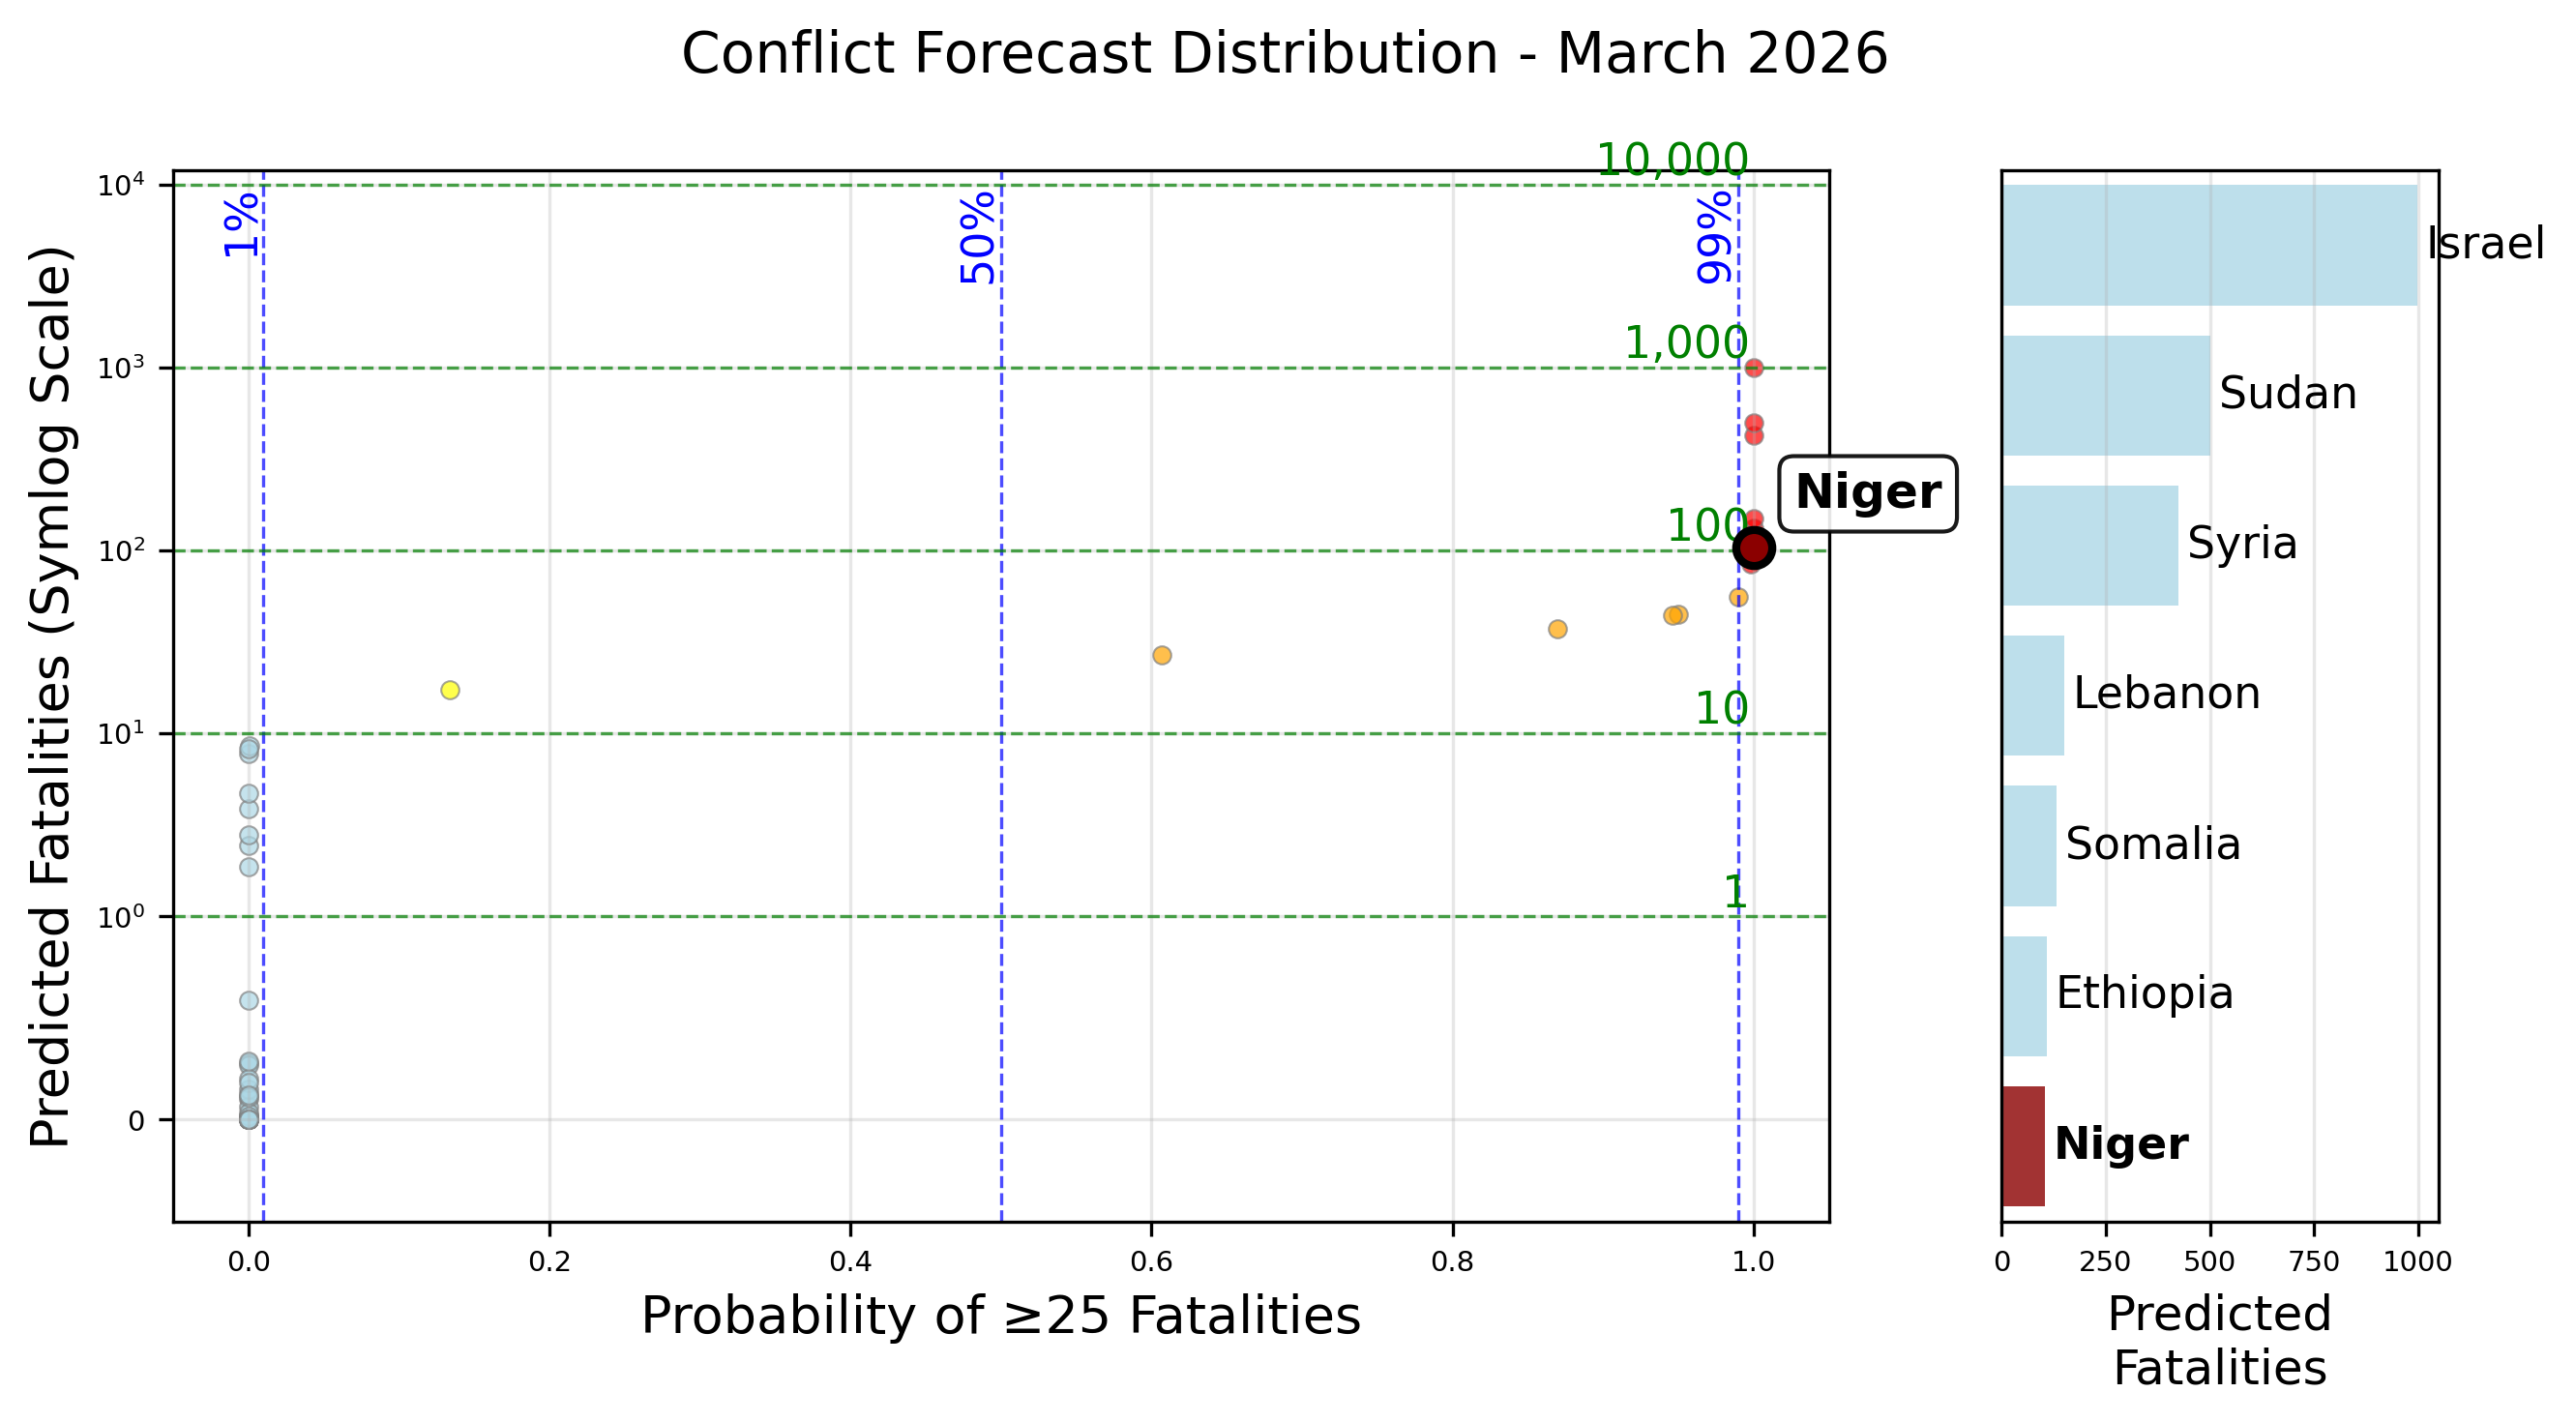 Conflict Forecast Distribution - March 2026
Predicted Fatalities (Symlog Scale)
10⁴
10³
10²
10¹
10⁰
0
1%
50%
99%
10,000
1,000
100
10
1
Niger
0.0 0.2 0.4 0.6 0.8 1.0
Probability of ≥25 Fatalities
Israel
Sudan
Syria
Lebanon
Somalia
Ethiopia
Niger
0 250 500 750 1000
Predicted
Fatalities